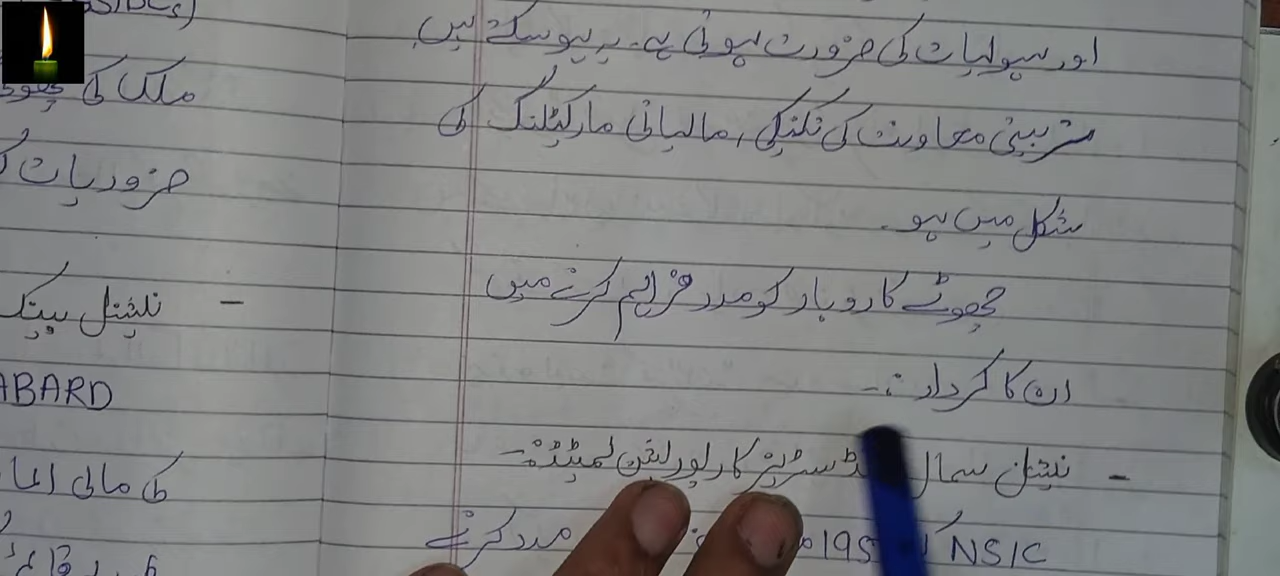 اور سہولیات کی ضرورت ہوتی ہے۔ یہ ہو سکتے ہیں
تربیتی معاونت کی تکنیکی، مالیاتی مارکیٹنگ کی
شکل میں ہو۔
چھوٹے کاروبار کو مدد فراہم کرنے میں
ان کا کردار :-
- نیشنل سمال انڈسٹریز کارپوریشن لمیٹڈ :-
NSIC کو 195 مدد کرنے
ملک کی
ضروریات
- نیشنل بینک
ABARD
کی مالی